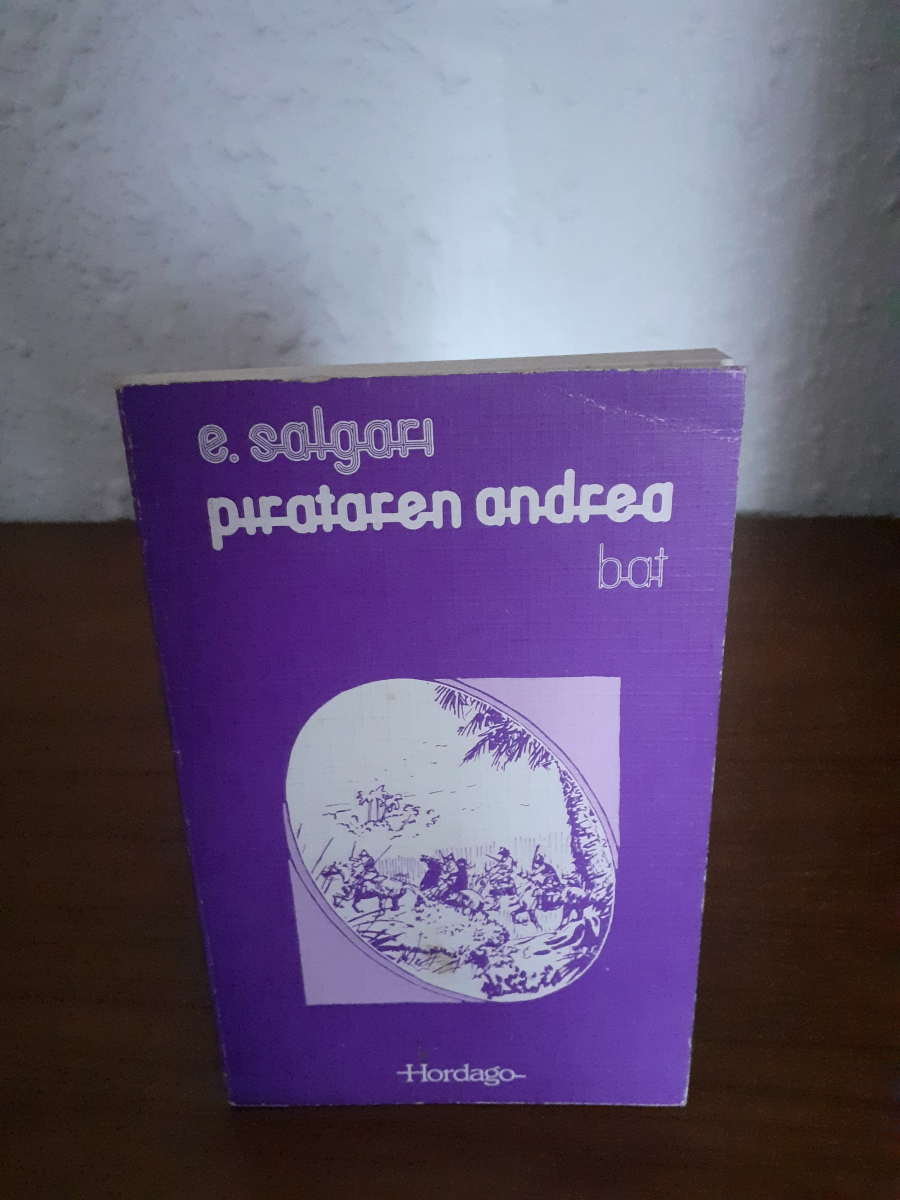 e. salgari
pirataren andrea
bat
Hordago